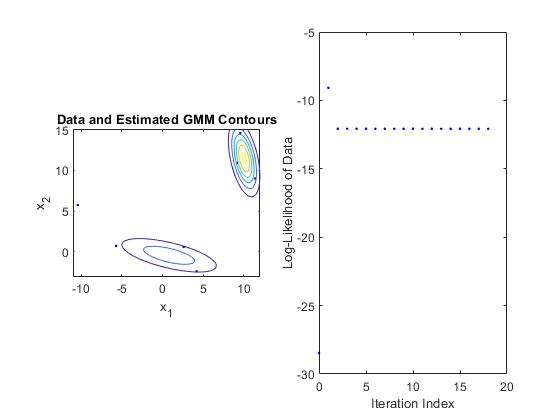 Data and Estimated GMM Contours
15
10
5
0
-10 -5 0 5 10
x2
x1
-5
-10
-15
-20
-25
-30
0 5 10 15 20
Log-Likelihood of Data
Iteration Index